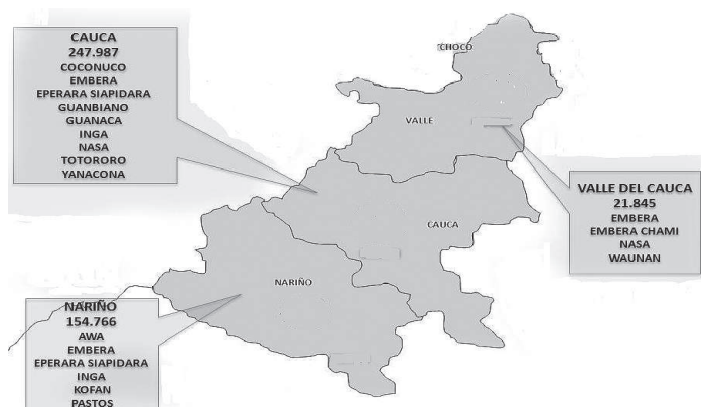 CAUCA
247.987
COCONUCO
EMBERA
EPERARA SIAPIDARA
GUANBIANO
GUANACA
INGA
NASA
TOTORORO
YANACONA
CHOCÓ
VALLE
VALLE DEL CAUCA
21.845
EMBERA
EMBERA CHAMI
NASA
WAUNAN
CAUCA
NARIÑO
NARIÑO
154.766
AWA
EMBERA
EPERARA SIAPIDARA
INGA
KOFAN
PASTOS